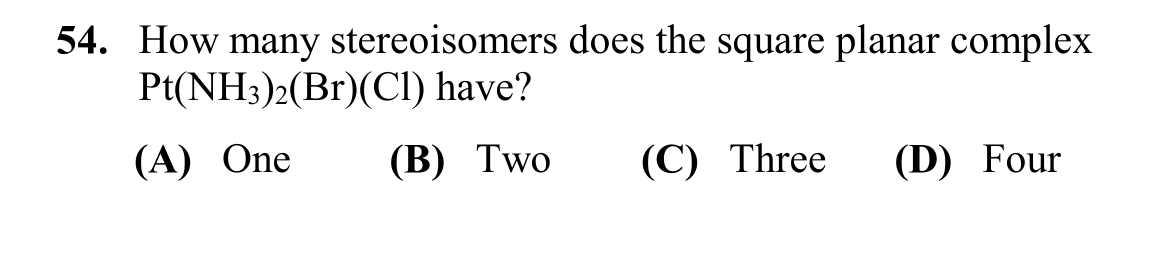 54. How many stereoisomers does the square planar complex
Pt(NH₃)₂(Br)(Cl) have?
(A) One (B) Two (C) Three (D) Four